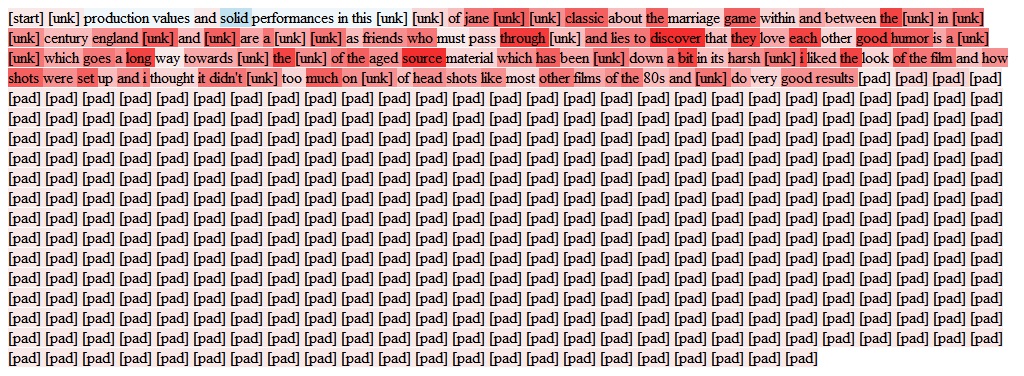 [start] [unk] production values and solid performances in this [unk] [unk] of jane [unk] [unk] classic about the marriage game within and between the [unk] in [unk]
[unk] century england [unk] and [unk] are a [unk] [unk] as friends who must pass through [unk] and lies to discover that they love each other good humor is a [unk]
[unk] which goes a long way towards [unk] the [unk] of the aged source material which has been [unk] down a bit in its harsh [unk] i liked the look of the film and how
shots were set up and i thought it didn't [unk] too much on [unk] of head shots like most other films of the 80s and [unk] do very good results [pad] [pad] [pad] [pad]
[pad] [pad] [pad] [pad] [pad] [pad] [pad] [pad] [pad] [pad] [pad] [pad] [pad] [pad] [pad] [pad] [pad] [pad] [pad] [pad] [pad] [pad] [pad] [pad] [pad] [pad] [pad]
[pad] [pad] [pad] [pad] [pad] [pad] [pad] [pad] [pad] [pad] [pad] [pad] [pad] [pad] [pad] [pad] [pad] [pad] [pad] [pad] [pad] [pad] [pad] [pad] [pad] [pad] [pad]
[pad] [pad] [pad] [pad] [pad] [pad] [pad] [pad] [pad] [pad] [pad] [pad] [pad] [pad] [pad] [pad] [pad] [pad] [pad] [pad] [pad] [pad] [pad] [pad] [pad] [pad] [pad]
[pad] [pad] [pad] [pad] [pad] [pad] [pad] [pad] [pad] [pad] [pad] [pad] [pad] [pad] [pad] [pad] [pad] [pad] [pad] [pad] [pad] [pad] [pad] [pad] [pad] [pad] [pad]
[pad] [pad] [pad] [pad] [pad] [pad] [pad] [pad] [pad] [pad] [pad] [pad] [pad] [pad] [pad] [pad] [pad] [pad] [pad] [pad] [pad] [pad] [pad] [pad] [pad] [pad] [pad]
[pad] [pad] [pad] [pad] [pad] [pad] [pad] [pad] [pad] [pad] [pad] [pad] [pad] [pad] [pad] [pad] [pad] [pad] [pad] [pad] [pad] [pad] [pad] [pad] [pad] [pad] [pad]
[pad] [pad] [pad] [pad] [pad] [pad] [pad] [pad] [pad] [pad] [pad] [pad] [pad] [pad] [pad] [pad] [pad] [pad] [pad] [pad] [pad] [pad] [pad] [pad] [pad] [pad] [pad]
[pad] [pad] [pad] [pad] [pad] [pad] [pad] [pad] [pad] [pad] [pad] [pad] [pad] [pad] [pad] [pad] [pad] [pad] [pad] [pad] [pad] [pad] [pad] [pad] [pad] [pad] [pad]
[pad] [pad] [pad] [pad] [pad] [pad] [pad] [pad] [pad] [pad] [pad] [pad] [pad] [pad] [pad] [pad] [pad] [pad] [pad] [pad] [pad] [pad] [pad] [pad] [pad] [pad] [pad]
[pad] [pad] [pad] [pad] [pad] [pad] [pad] [pad] [pad] [pad] [pad] [pad] [pad] [pad] [pad] [pad] [pad] [pad] [pad] [pad] [pad] [pad] [pad] [pad] [pad] [pad] [pad]
[pad] [pad] [pad] [pad] [pad] [pad] [pad] [pad] [pad] [pad] [pad] [pad] [pad] [pad] [pad] [pad] [pad] [pad] [pad] [pad] [pad] [pad] [pad] [pad] [pad] [pad] [pad]
[pad] [pad] [pad] [pad] [pad] [pad] [pad] [pad] [pad] [pad] [pad] [pad] [pad] [pad] [pad] [pad] [pad] [pad] [pad] [pad] [pad] [pad] [pad] [pad] [pad] [pad] [pad]
[pad] [pad] [pad] [pad] [pad] [pad] [pad] [pad] [pad] [pad] [pad] [pad] [pad] [pad] [pad] [pad] [pad] [pad] [pad] [pad] [pad] [pad] [pad] [pad] [pad] [pad] [pad]
[pad] [pad] [pad] [pad] [pad] [pad] [pad] [pad] [pad] [pad] [pad] [pad] [pad] [pad] [pad] [pad] [pad] [pad] [pad] [pad] [pad] [pad]